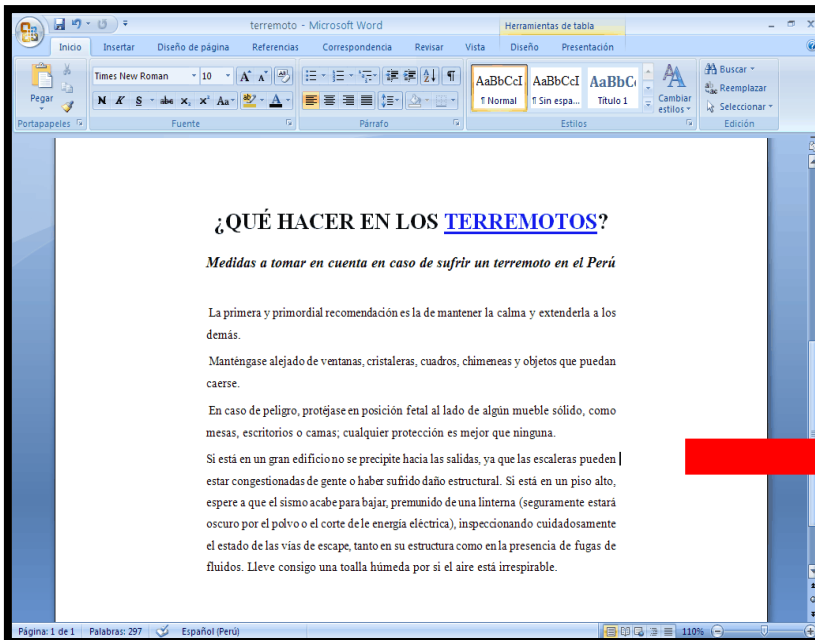 terremoto - Microsoft Word
Herramientas de tabla
Inicio Insertar Diseño de página Referencias Correspondencia Revisar Vista Diseño Presentación
Times New Roman 10
Pegar
N K S abc x₂ x² Aa A
AaBbCcI AaBbCcI AaBbC
¶ Normal ¶ Sin espa... Título 1
Cambiar estilos
Buscar
Reemplazar
Seleccionar
Portapapeles Fuente Párrafo Estilos Edición
¿QUÉ HACER EN LOS TERREMOTOS?
Medidas a tomar en cuenta en caso de sufrir un terremoto en el Perú
La primera y primordial recomendación es la de mantener la calma y extenderla a los
demás.
Manténgase alejado de ventanas, cristaleras, cuadros, chimeneas y objetos que puedan
caerse.
En caso de peligro, protéjase en posición fetal al lado de algún mueble sólido, como
mesas, escritorios o camas; cualquier protección es mejor que ninguna.
Si está en un gran edificio no se precipite hacia las salidas, ya que las escaleras pueden
estar congestionadas de gente o haber sufrido daño estructural. Si está en un piso alto,
espere a que el sismo acabe para bajar, premunido de una linterna (seguramente estará
oscuro por el polvo o el corte de le energía eléctrica), inspeccionando cuidadosamente
el estado de las vías de escape, tanto en su estructura como en la presencia de fugas de
fluidos. Lleve consigo una toalla húmeda por si el aire está irrespirable.
Página: 1 de 1 Palabras: 297 Español (Perú) 110%